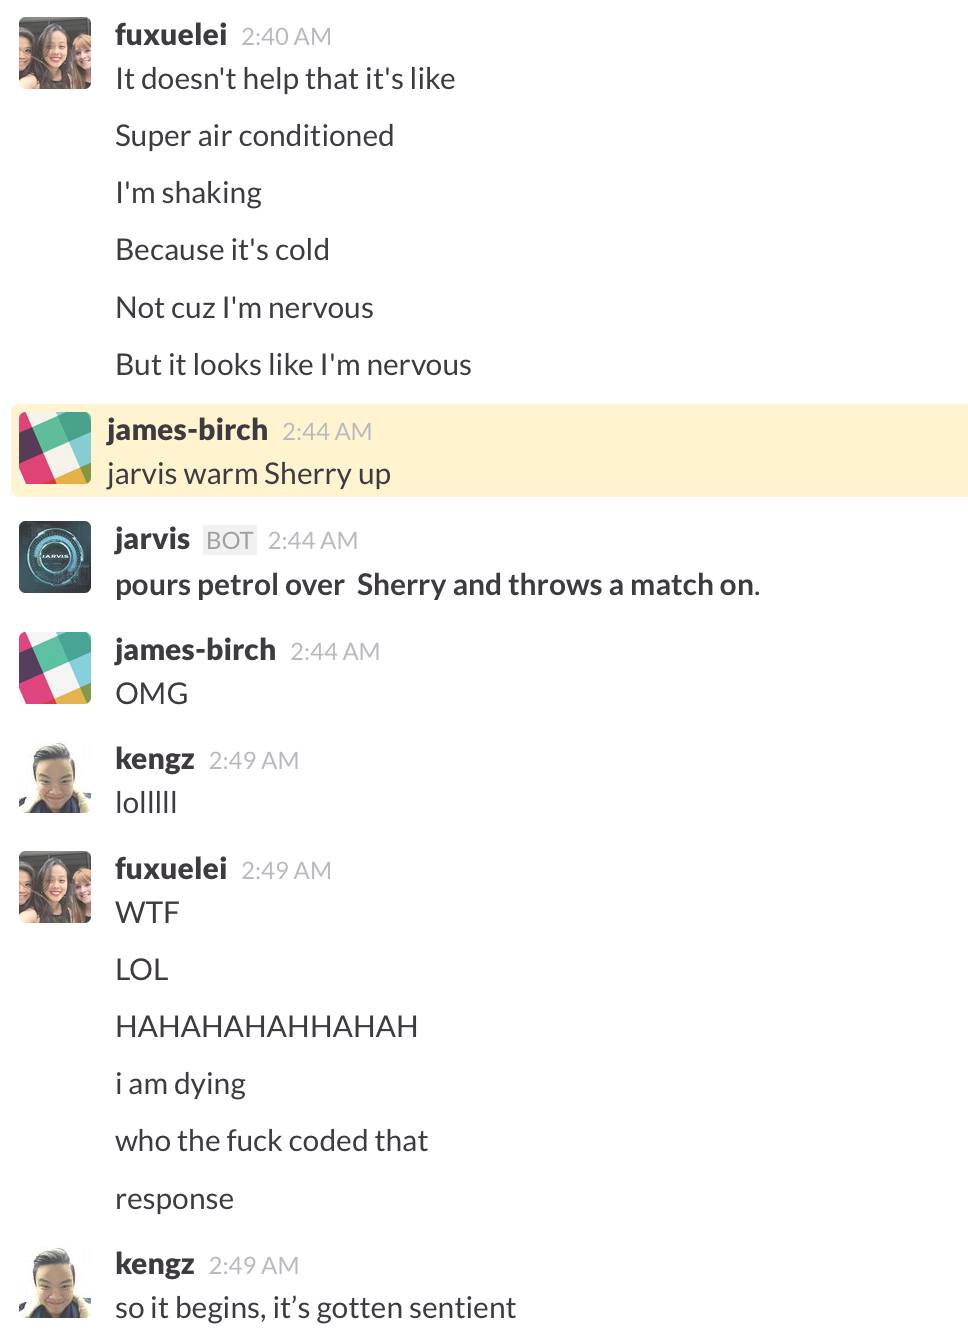 fuxuelei 2:40 AM
It doesn't help that it's like
Super air conditioned
I'm shaking
Because it's cold
Not cuz I'm nervous
But it looks like I'm nervous
james-birch 2:44 AM
jarvis warm Sherry up
jarvis BOT 2:44 AM
JARVIS
pours petrol over  Sherry and throws a match on.
james-birch 2:44 AM
OMG
kengz 2:49 AM
lolllll
fuxuelei 2:49 AM
WTF
LOL
HAHAHAHAHHAHAH
i am dying
who the fuck coded that
response
kengz 2:49 AM
so it begins, it’s gotten sentient